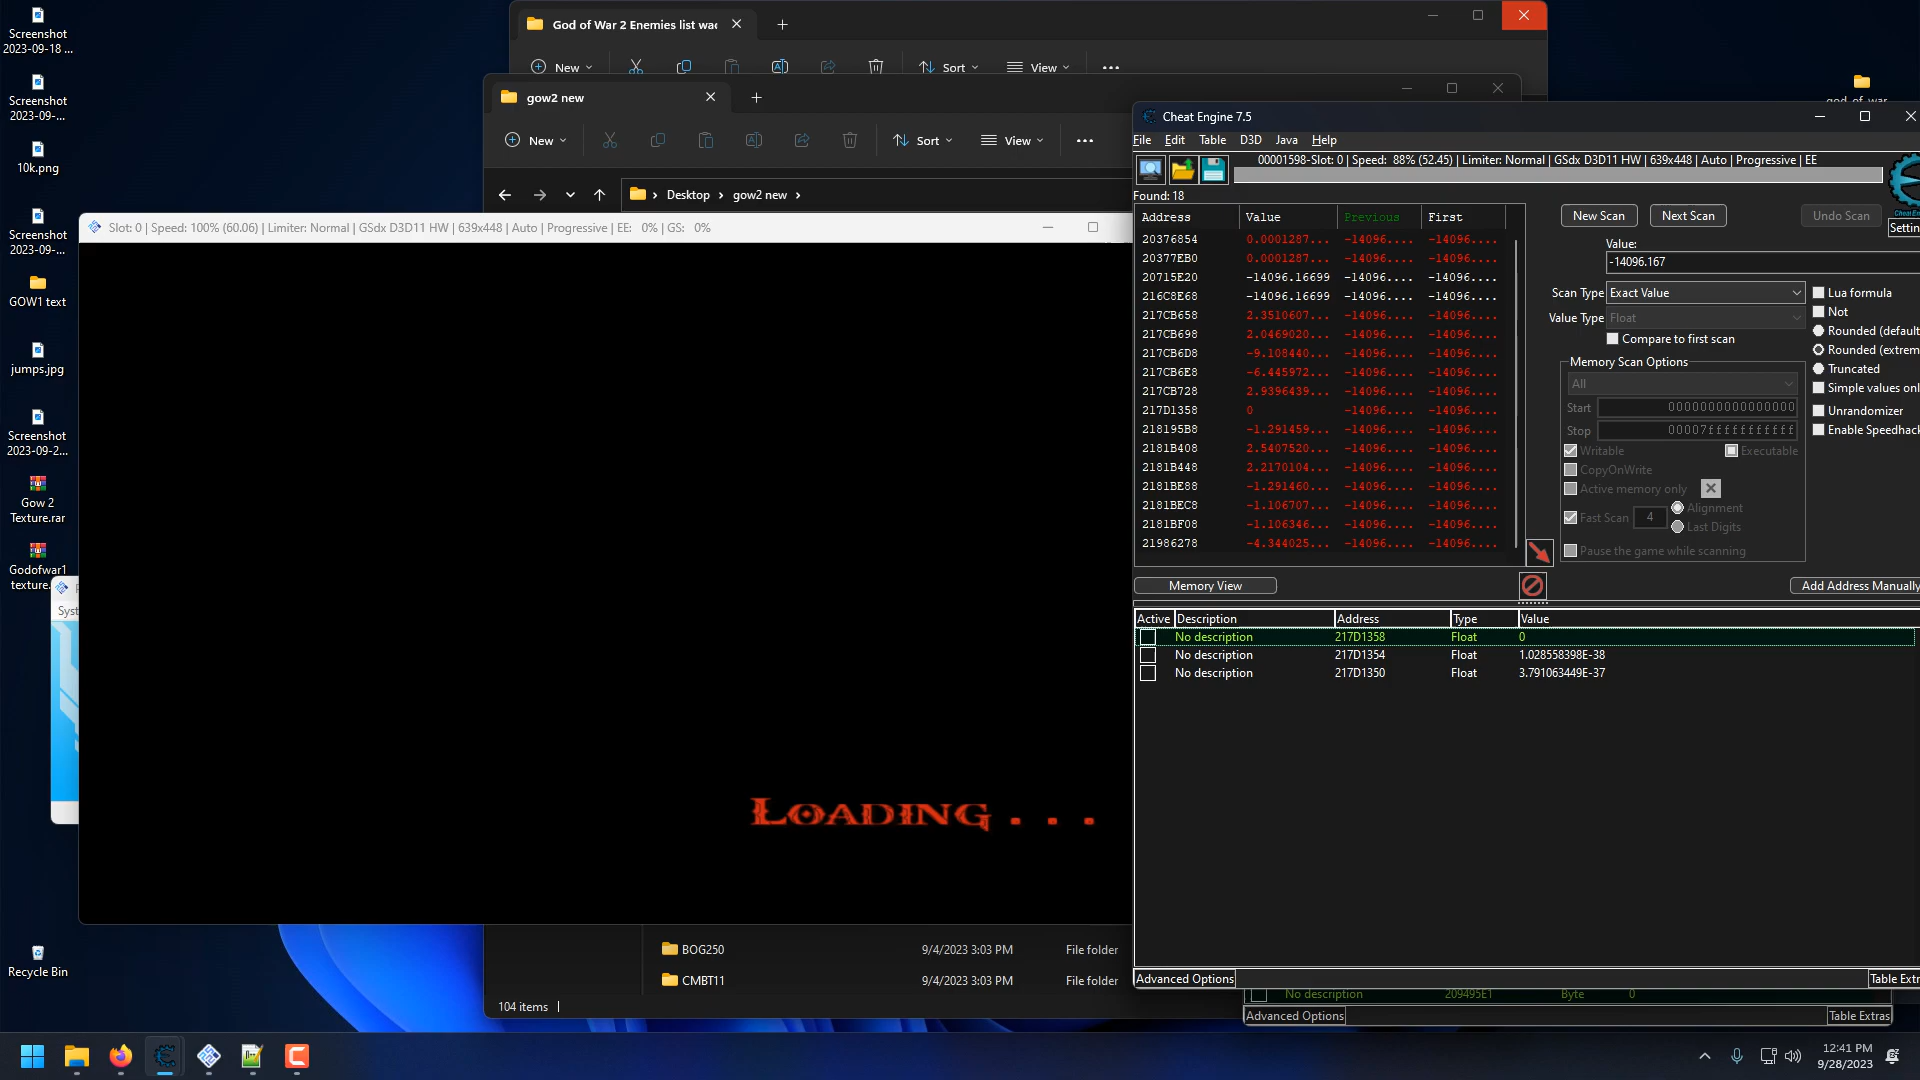 Screenshot
2023-09-18 ...
Screenshot
2023-09-...
10k.png
Screenshot
2023-09-...
GOW1 text
jumps.jpg
Screenshot
2023-09-2...
Gow 2
Texture.rar
Godofwar1
texture.
Recycle Bin
God of War 2 Enemies list wac
New
Sort
View
gow2 new
New
Sort
View
Desktop > gow2 new >
Slot: 0 | Speed: 100% (60.06) | Limiter: Normal | GSdx D3D11 HW | 639x448 | Auto | Progressive | EE: 0% | GS: 0%
LOADING . . .
Syst
BOG250 9/4/2023 3:03 PM File folder
CMBT11 9/4/2023 3:03 PM File folder
104 items
Cheat Engine 7.5
File Edit Table D3D Java Help
00001598-Slot: 0 | Speed: 88% (52.45) | Limiter: Normal | GSdx D3D11 HW | 639x448 | Auto | Progressive | EE
Found: 18
Address Value Previous First
20376854 0.0001287... -14096.... -14096....
20377EB0 0.0001287... -14096.... -14096....
20715E20 -14096.16699 -14096.... -14096....
216C8E68 -14096.16699 -14096.... -14096....
217CB658 2.3510607... -14096.... -14096....
217CB698 2.0469020... -14096.... -14096....
217CB6D8 -9.108440... -14096.... -14096....
217CB6E8 -6.445972... -14096.... -14096....
217CB728 2.9396439... -14096.... -14096....
217D1358 0 -14096.... -14096....
218195B8 -1.291459... -14096.... -14096....
2181B408 2.5407520... -14096.... -14096....
2181B448 2.2170104... -14096.... -14096....
2181BE88 -1.291460... -14096.... -14096....
2181BEC8 -1.106707... -14096.... -14096....
2181BF08 -1.106346... -14096.... -14096....
21986278 -4.344025... -14096.... -14096....
New Scan Next Scan Undo Scan
Settin
Value:
-14096.167
Scan Type Exact Value
Value Type Float
Compare to first scan
Lua formula
Not
Rounded (default
Rounded (extrem
Truncated
Simple values onl
Unrandomizer
Enable Speedhack
Memory Scan Options
All
Start 0000000000000000
Stop 00007fffffffffff
Writable Executable
CopyOnWrite
Active memory only
Fast Scan 4 Alignment
Last Digits
Pause the game while scanning
Memory View Add Address Manually
Active Description Address Type Value
No description 217D1358 Float 0
No description 217D1354 Float 1.028558398E-38
No description 217D1350 Float 3.791063449E-37
Advanced Options Table Extr
No description 209495E1 Byte 0
Advanced Options Table Extras
12:41 PM
9/28/2023